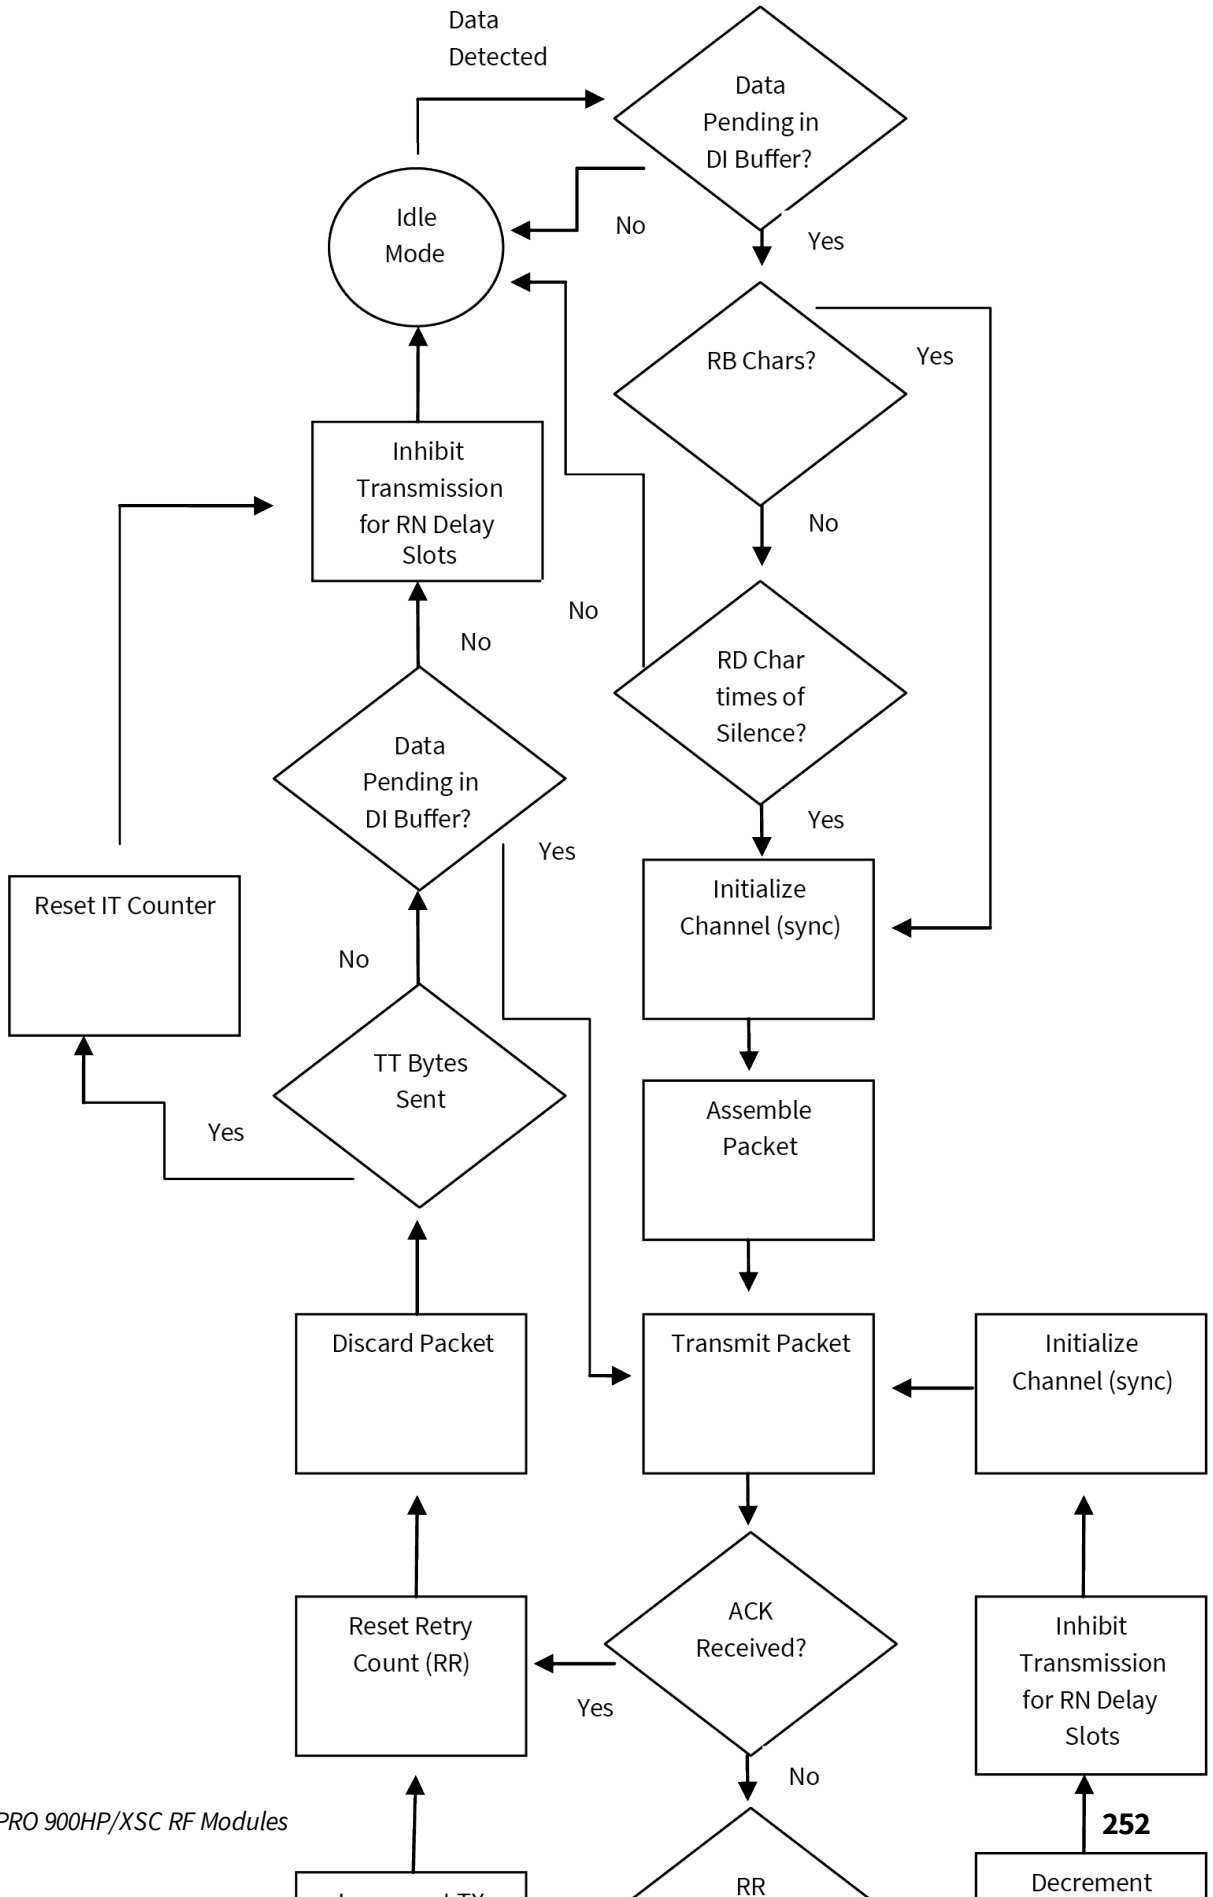 Data
Detected
Data
Pending in
DI Buffer?
Idle
Mode
No
Yes
RB Chars?
Yes
Inhibit
Transmission
for RN Delay
Slots
No
No
No
RD Char
times of
Silence?
Data
Pending in
DI Buffer?
Yes
Yes
Reset IT Counter
Initialize
Channel (sync)
No
TT Bytes
Sent
Assemble
Packet
Yes
Discard Packet
Transmit Packet
Initialize
Channel (sync)
Reset Retry
Count (RR)
ACK
Received?
Inhibit
Transmission
for RN Delay
Slots
Yes
No
PRO 900HP/XSC RF Modules
252
RR
Decrement
TX